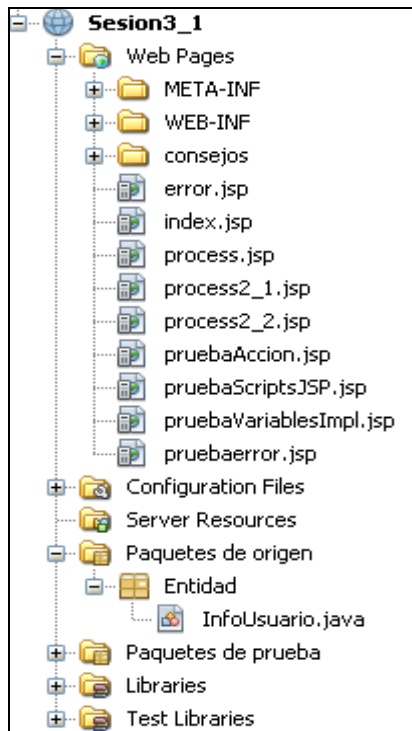 Sesion3_1
Web Pages
META-INF
WEB-INF
consejos
error.jsp
index.jsp
process.jsp
process2_1.jsp
process2_2.jsp
pruebaAccion.jsp
pruebaScriptsJSP.jsp
pruebaVariablesImpl.jsp
pruebaerror.jsp
Configuration Files
Server Resources
Paquetes de origen
Entidad
InfoUsuario.java
Paquetes de prueba
Libraries
Test Libraries